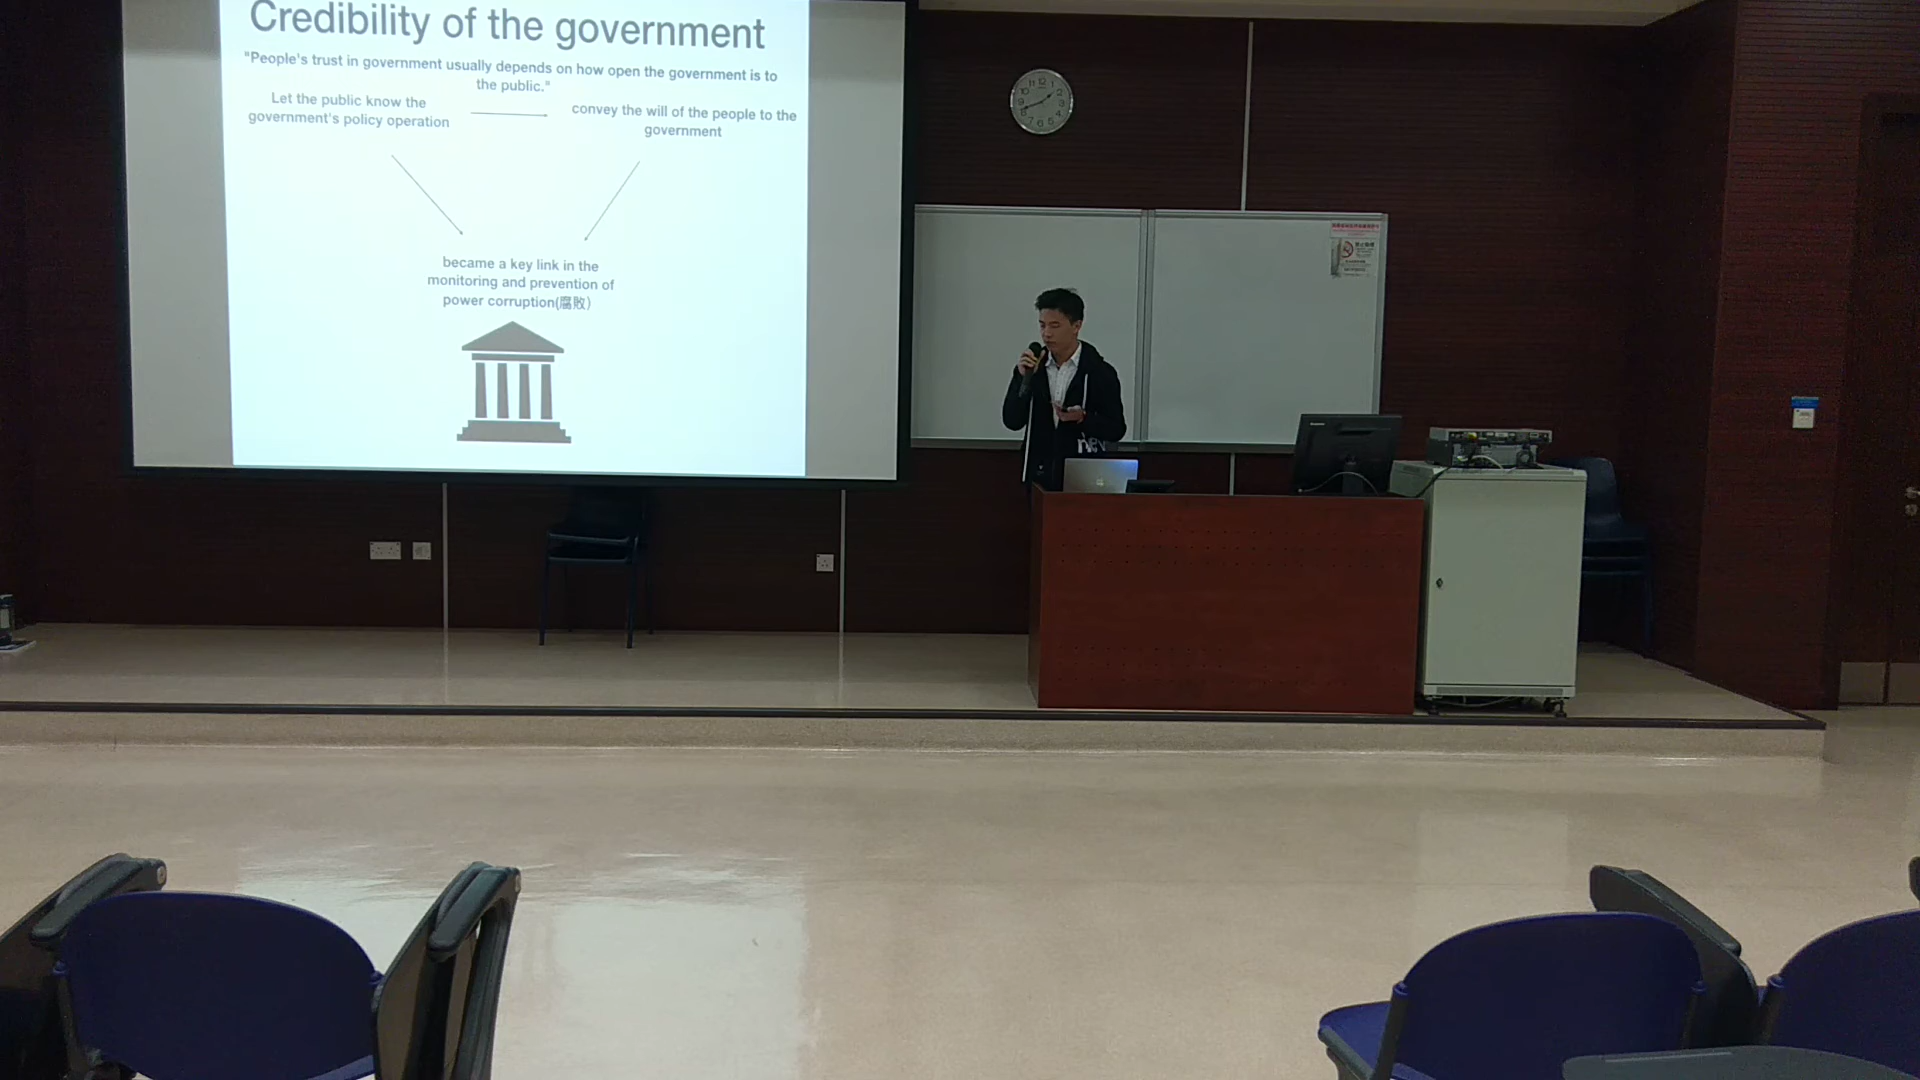 Credibility of the government
"People's trust in government usually depends on how open the government is to
the public."
Let the public know the
government's policy operation
convey the will of the people to the
government
became a key link in the
monitoring and prevention of
power corruption(腐敗)